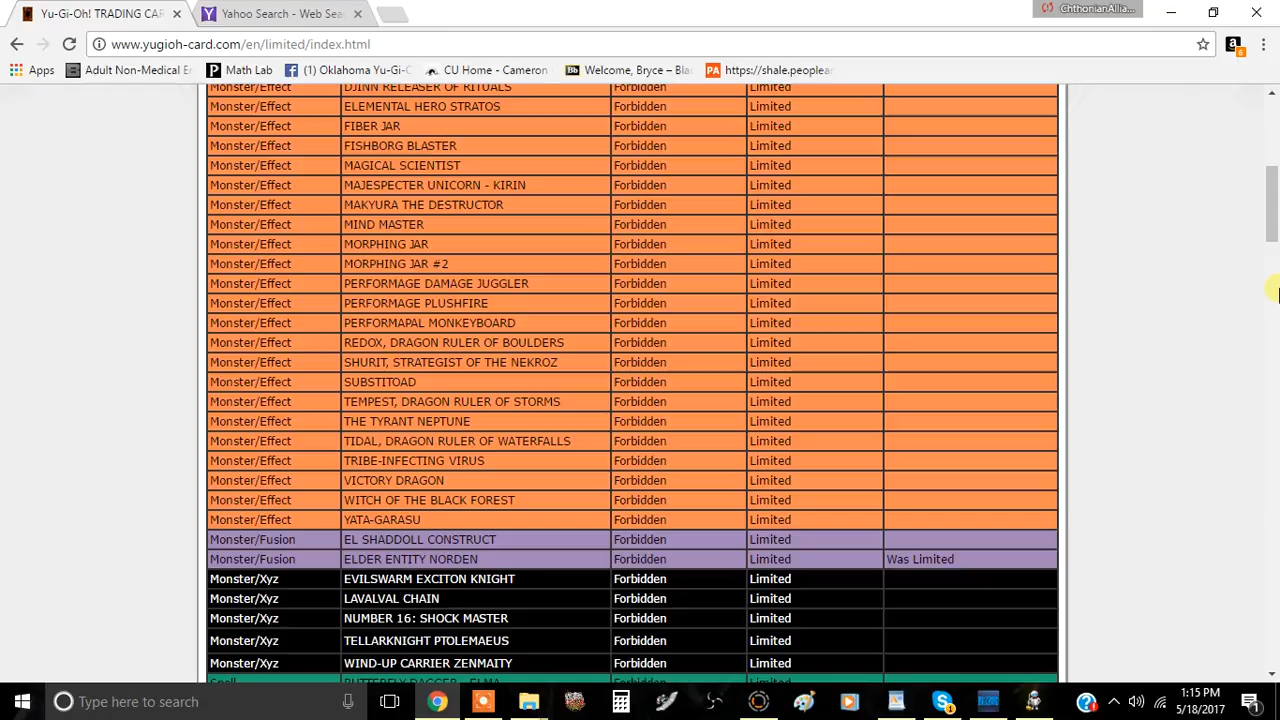 Yu-Gi-Oh! TRADING CAR
Yahoo Search - Web Sea
ChthonianAllia...
www.yugioh-card.com/en/limited/index.html
6
Apps
Adult Non-Medical E
P Math Lab
(1) Oklahoma Yu-Gi-O
CU Home - Cameron
Bb Welcome, Bryce – Bla
PA https://shale.peoplea
Monster/Effect DJINN RELEASER OF RITUALS Forbidden Limited
Monster/Effect ELEMENTAL HERO STRATOS Forbidden Limited
Monster/Effect FIBER JAR Forbidden Limited
Monster/Effect FISHBORG BLASTER Forbidden Limited
Monster/Effect MAGICAL SCIENTIST Forbidden Limited
Monster/Effect MAJESPECTER UNICORN - KIRIN Forbidden Limited
Monster/Effect MAKYURA THE DESTRUCTOR Forbidden Limited
Monster/Effect MIND MASTER Forbidden Limited
Monster/Effect MORPHING JAR Forbidden Limited
Monster/Effect MORPHING JAR #2 Forbidden Limited
Monster/Effect PERFORMAGE DAMAGE JUGGLER Forbidden Limited
Monster/Effect PERFORMAGE PLUSHFIRE Forbidden Limited
Monster/Effect PERFORMAPAL MONKEYBOARD Forbidden Limited
Monster/Effect REDOX, DRAGON RULER OF BOULDERS Forbidden Limited
Monster/Effect SHURIT, STRATEGIST OF THE NEKROZ Forbidden Limited
Monster/Effect SUBSTITOAD Forbidden Limited
Monster/Effect TEMPEST, DRAGON RULER OF STORMS Forbidden Limited
Monster/Effect THE TYRANT NEPTUNE Forbidden Limited
Monster/Effect TIDAL, DRAGON RULER OF WATERFALLS Forbidden Limited
Monster/Effect TRIBE-INFECTING VIRUS Forbidden Limited
Monster/Effect VICTORY DRAGON Forbidden Limited
Monster/Effect WITCH OF THE BLACK FOREST Forbidden Limited
Monster/Effect YATA-GARASU Forbidden Limited
Monster/Fusion EL SHADDOLL CONSTRUCT Forbidden Limited
Monster/Fusion ELDER ENTITY NORDEN Forbidden Limited Was Limited
Monster/Xyz EVILSWARM EXCITON KNIGHT Forbidden Limited
Monster/Xyz LAVALVAL CHAIN Forbidden Limited
Monster/Xyz NUMBER 16: SHOCK MASTER Forbidden Limited
Monster/Xyz TELLARKNIGHT PTOLEMAEUS Forbidden Limited
Monster/Xyz WIND-UP CARRIER ZENMAITY Forbidden Limited
Spell BUTTERFLY DAGGER - ELMA
Type here to search
1:15 PM
5/18/2017